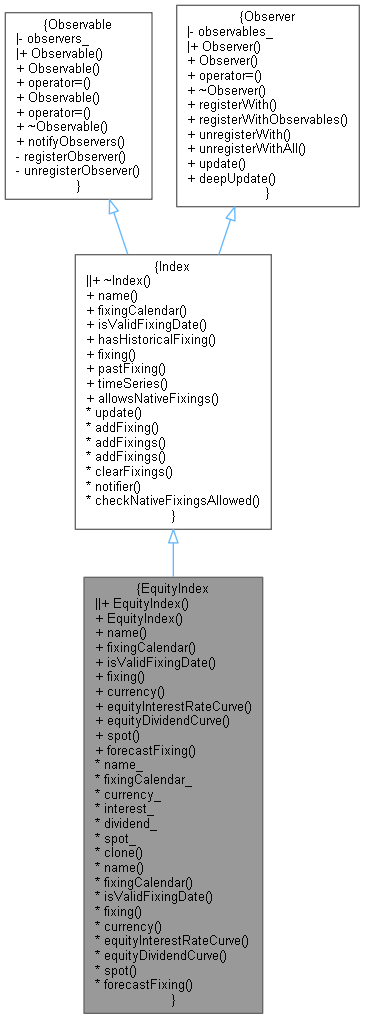 {Observable
|- observers_
|+ Observable()
+ Observable()
+ operator=()
+ Observable()
+ operator=()
+ ~Observable()
+ notifyObservers()
- registerObserver()
- unregisterObserver()
}
{Observer
|- observables_
|+ Observer()
+ Observer()
+ operator=()
+ ~Observer()
+ registerWith()
+ registerWithObservables()
+ unregisterWith()
+ unregisterWithAll()
+ update()
+ deepUpdate()
}
{Index
||+ ~Index()
+ name()
+ fixingCalendar()
+ isValidFixingDate()
+ hasHistoricalFixing()
+ fixing()
+ pastFixing()
+ timeSeries()
+ allowsNativeFixings()
* update()
* addFixing()
* addFixings()
* addFixings()
* clearFixings()
* notifier()
* checkNativeFixingsAllowed()
}
{EquityIndex
||+ EquityIndex()
+ EquityIndex()
+ name()
+ fixingCalendar()
+ isValidFixingDate()
+ fixing()
+ currency()
+ equityInterestRateCurve()
+ equityDividendCurve()
+ spot()
+ forecastFixing()
* name_
* fixingCalendar_
* currency_
* interest_
* dividend_
* spot_
* clone()
* name()
* fixingCalendar()
* isValidFixingDate()
* fixing()
* currency()
* equityInterestRateCurve()
* equityDividendCurve()
* spot()
* forecastFixing()
}